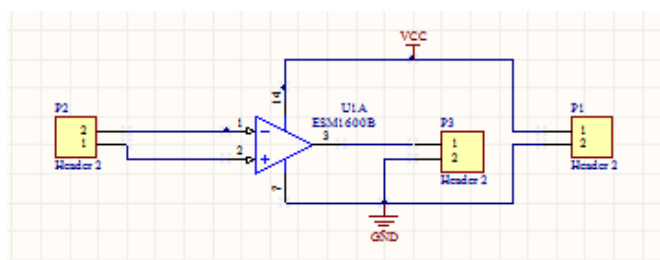 VCC
14
U1A
ESM1600B
P2
2
1
Header 2
1
2
3
7
P3
1
2
Header 2
P1
1
2
Header 2
GND